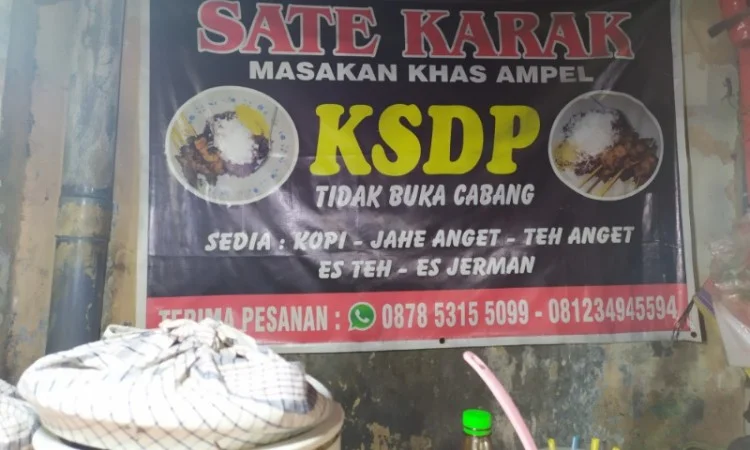 SATE KARAK
MASAKAN KHAS AMPEL
KSDP
TIDAK BUKA CABANG
SEDIA : KOPI - JAHE ANGET - TEH ANGET
ES TEH - ES JERMAN
TERIMA PESANAN : 0878 5315 5099 - 081234945594